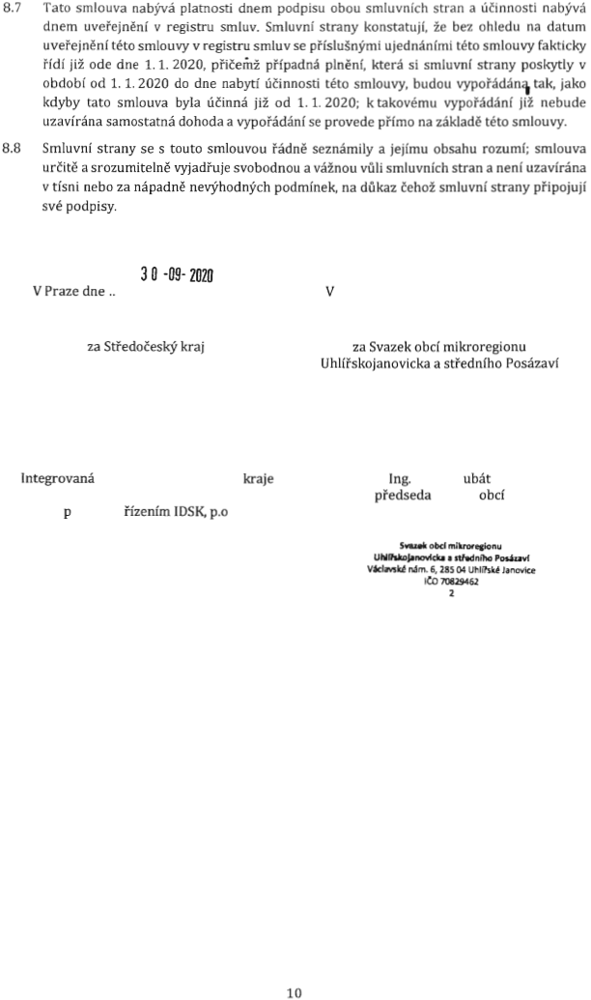 8.7 Tato smlouva nabývá platnosti dnem podpisu obou smluvních stran a účinnosti nabývá
dnem uveřejnění v registru smluv. Smluvní strany konstatují, že bez ohledu na datum
uveřejnění této smlouvy v registru smluv se příslušnými ujednáními této smlouvy fakticky
řídí již ode dne 1. 1. 2020, přičemž případná plnění, která si smluvní strany poskytly v
období od 1. 1. 2020 do dne nabytí účinnosti této smlouvy, budou vypořádána tak, jako
kdyby tato smlouva byla účinná již od 1. 1. 2020; k takovému vypořádání již nebude
uzavírána samostatná dohoda a vypořádání se provede přímo na základě této smlouvy.
8.8 Smluvní strany se s touto smlouvou řádně seznámily a jejímu obsahu rozumí; smlouva
určitě a srozumitelně vyjadřuje svobodnou a vážnou vůli smluvních stran a není uzavírána
v tísni nebo za nápadně nevýhodných podmínek, na důkaz čehož smluvní strany připojují
své podpisy.
30 -09- 2020
V Praze dne .. V
za Středočeský kraj za Svazek obcí mikroregionu
Uhlířskojanovicka a středního Posázaví
Integrovaná kraje Ing. ubát
předseda obcí
p řízením IDSK, p.o
Svazek obcí mikroregionu
Uhlířskojanovicka a středního Posázaví
Václavské nám. 6, 285 04 Uhlířské Janovice
IČO 70829462
2
10